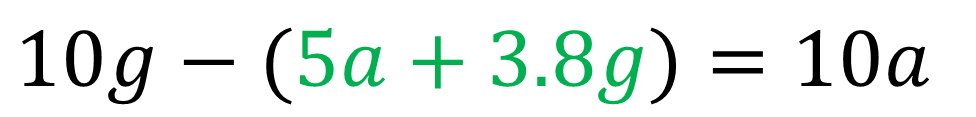 10g − (5a + 3.8g) = 10a